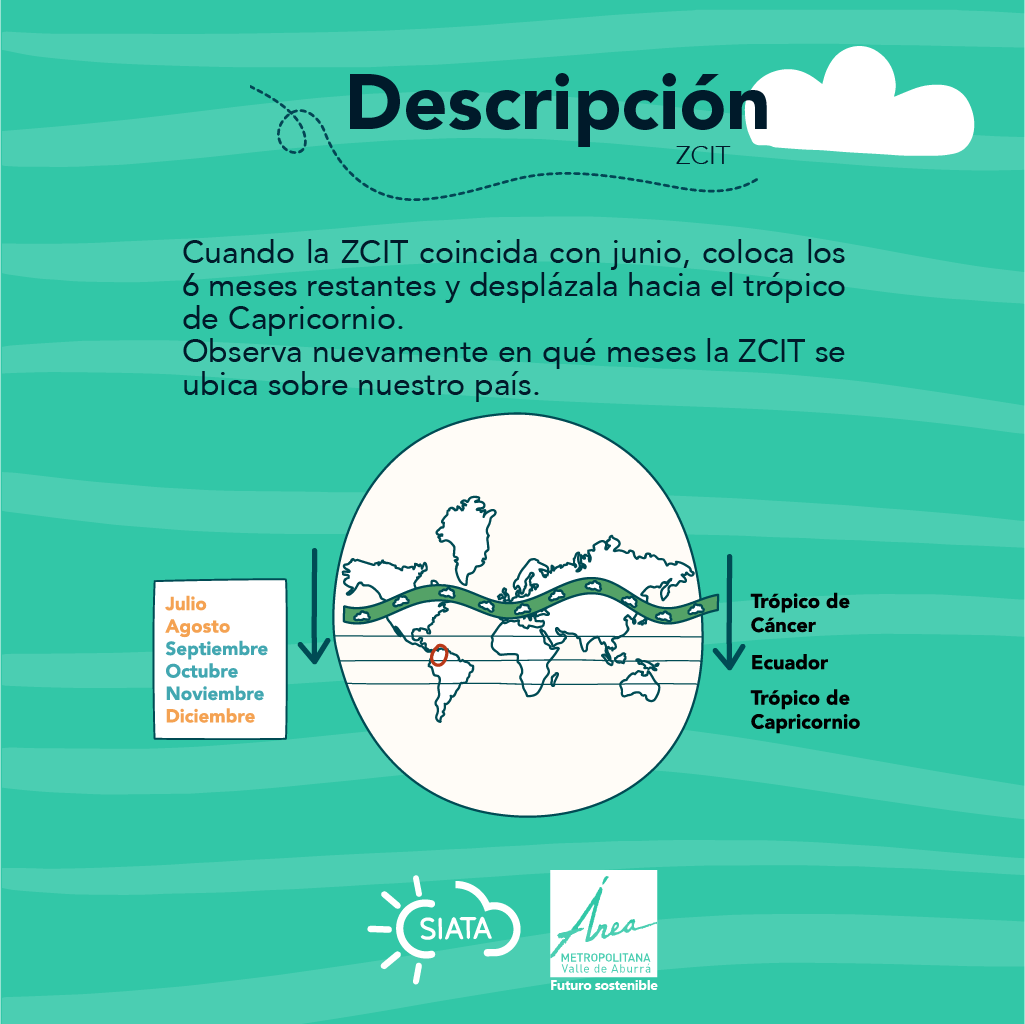 Descripción
ZCIT
Cuando la ZCIT coincida con junio, coloca los
6 meses restantes y desplázala hacia el trópico
de Capricornio.
Observa nuevamente en qué meses la ZCIT se
ubica sobre nuestro país.
Julio
Agosto
Septiembre
Octubre
Noviembre
Diciembre
Trópico de
Cáncer
Ecuador
Trópico de
Capricornio
SIATA
Área
METROPOLITANA
Valle de Aburrá
Futuro sostenible